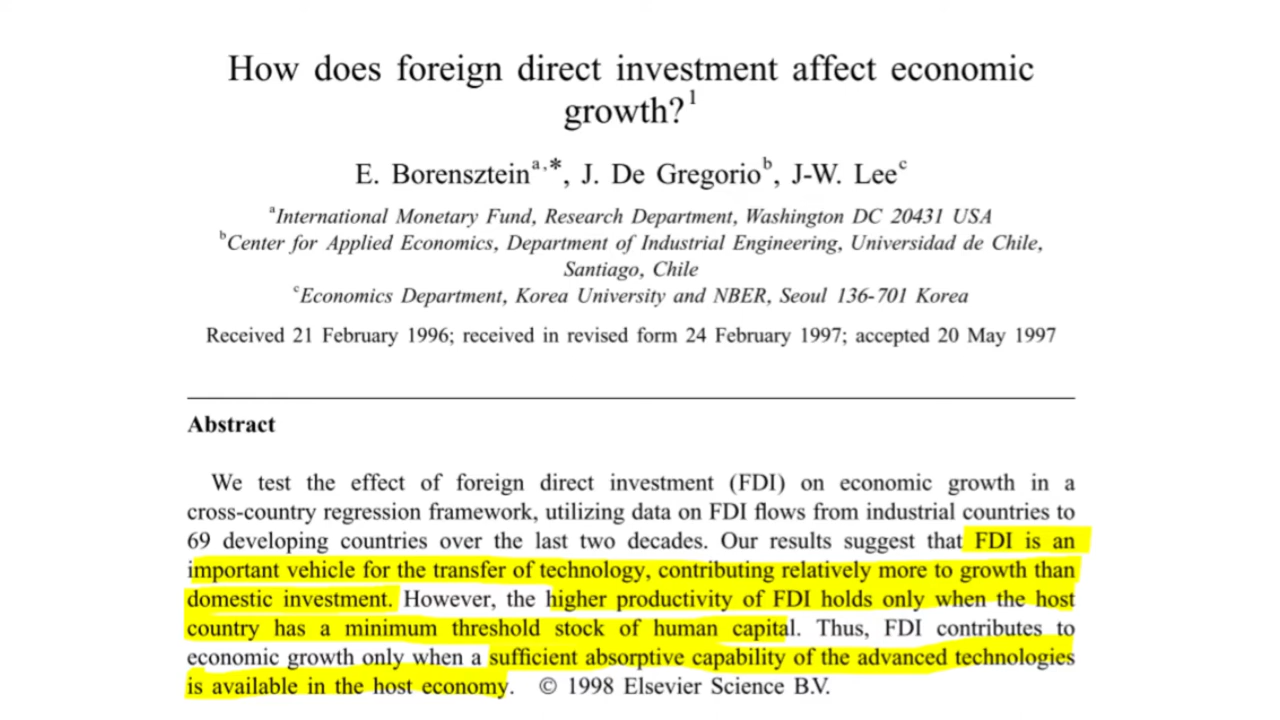 How does foreign direct investment affect economic
growth?1
E. Borensztein a,*, J. De Gregorio b, J-W. Lee c
a International Monetary Fund, Research Department, Washington DC 20431 USA
b Center for Applied Economics, Department of Industrial Engineering, Universidad de Chile,
Santiago, Chile
c Economics Department, Korea University and NBER, Seoul 136-701 Korea
Received 21 February 1996; received in revised form 24 February 1997; accepted 20 May 1997
Abstract
We test the effect of foreign direct investment (FDI) on economic growth in a
cross-country regression framework, utilizing data on FDI flows from industrial countries to
69 developing countries over the last two decades. Our results suggest that FDI is an
important vehicle for the transfer of technology, contributing relatively more to growth than
domestic investment. However, the higher productivity of FDI holds only when the host
country has a minimum threshold stock of human capital. Thus, FDI contributes to
economic growth only when a sufficient absorptive capability of the advanced technologies
is available in the host economy. © 1998 Elsevier Science B.V.